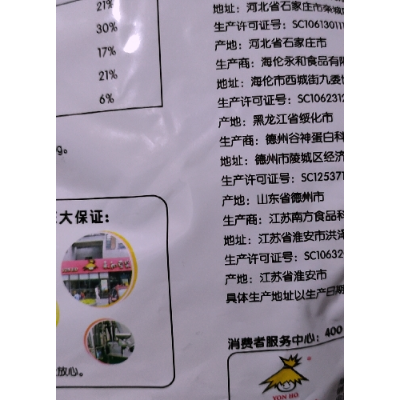 21%
30%
17%
21%
6%
g。
大保证:
放心。
地址: 河北省石家庄市栾城
生产许可证号: SC1061301
产地: 河北省石家庄市
生产商: 海伦永和食品有限
地址: 海伦市西城街九委
生产许可证号: SC1062312
产地: 黑龙江省绥化市
生产商: 德州谷神蛋白科
地址: 德州市陵城区经济
生产许可证号: SC125371
产地: 山东省德州市
生产商: 江苏南方食品科
地址: 江苏省淮安市洪泽
生产许可证号: SC10632
产地: 江苏省淮安市
具体生产地址以生产日期
消费者服务中心: 400
YON HO